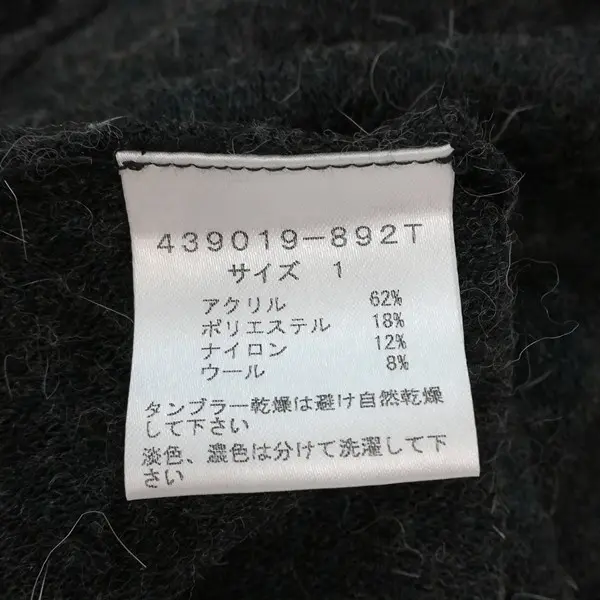 439019-892T
サイズ 1
アクリル 62%
ポリエステル 18%
ナイロン 12%
ウール 8%
タンブラー乾燥は避け自然乾燥
して下さい
淡色、濃色は分けて洗濯して下
さい